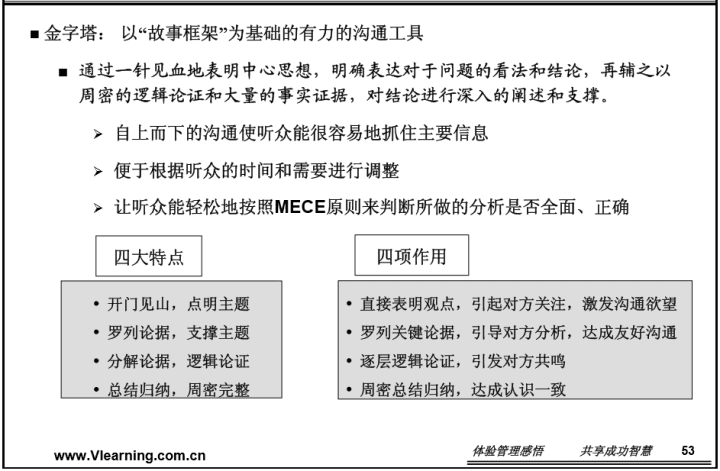 ■ 金字塔： 以“故事框架”为基础的有力的沟通工具
■ 通过一针见血地表明中心思想，明确表达对于问题的看法和结论，再辅之以
周密的逻辑论证和大量的事实证据，对结论进行深入的阐述和支撑。
➢ 自上而下的沟通使听众能很容易地抓住主要信息
➢ 便于根据听众的时间和需要进行调整
➢ 让听众能轻松地按照MECE原则来判断所做的分析是否全面、正确
四大特点
• 开门见山，点明主题
• 罗列论据，支撑主题
• 分解论据，逻辑论证
• 总结归纳，周密完整
四项作用
• 直接表明观点，引起对方关注，激发沟通欲望
• 罗列关键论据，引导对方分析，达成友好沟通
• 逐层逻辑论证，引发对方共鸣
• 周密总结归纳，达成认识一致
www.Vlearning.com.cn
体验管理感悟 共享成功智慧 53